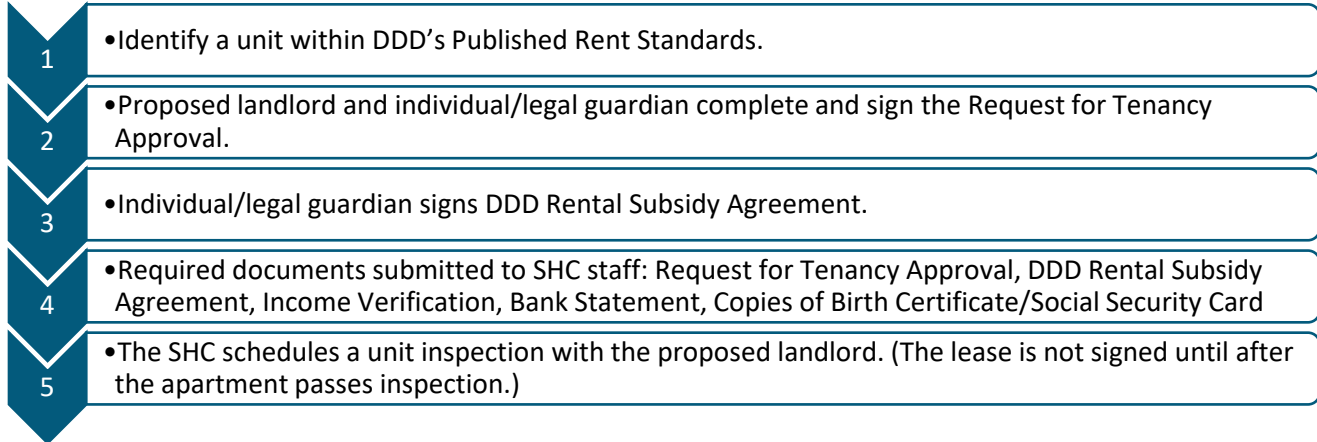 1
•Identify a unit within DDD’s Published Rent Standards.
2
•Proposed landlord and individual/legal guardian complete and sign the Request for Tenancy
Approval.
3
•Individual/legal guardian signs DDD Rental Subsidy Agreement.
4
•Required documents submitted to SHC staff: Request for Tenancy Approval, DDD Rental Subsidy
Agreement, Income Verification, Bank Statement, Copies of Birth Certificate/Social Security Card
5
•The SHC schedules a unit inspection with the proposed landlord. (The lease is not signed until after
the apartment passes inspection.)